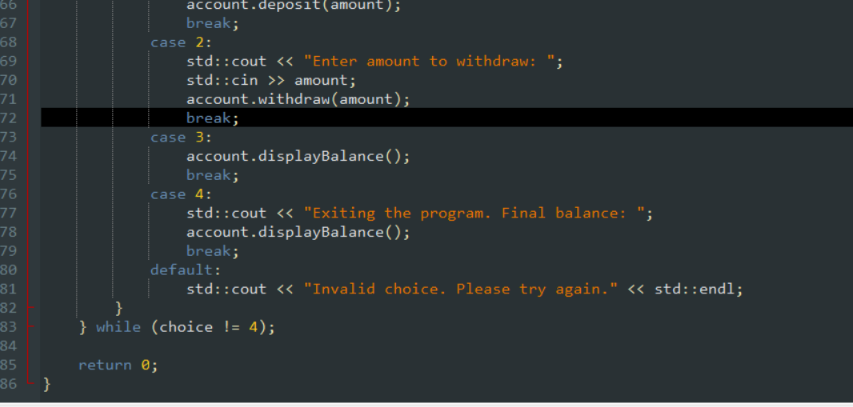 66 account.deposit(amount);
67 break;
68 case 2:
69 std::cout << "Enter amount to withdraw: ";
70 std::cin >> amount;
71 account.withdraw(amount);
72 break;
73 case 3:
74 account.displayBalance();
75 break;
76 case 4:
77 std::cout << "Exiting the program. Final balance: ";
78 account.displayBalance();
79 break;
80 default:
81 std::cout << "Invalid choice. Please try again." << std::endl;
82 }
83 } while (choice != 4);
84
85 return 0;
86 }